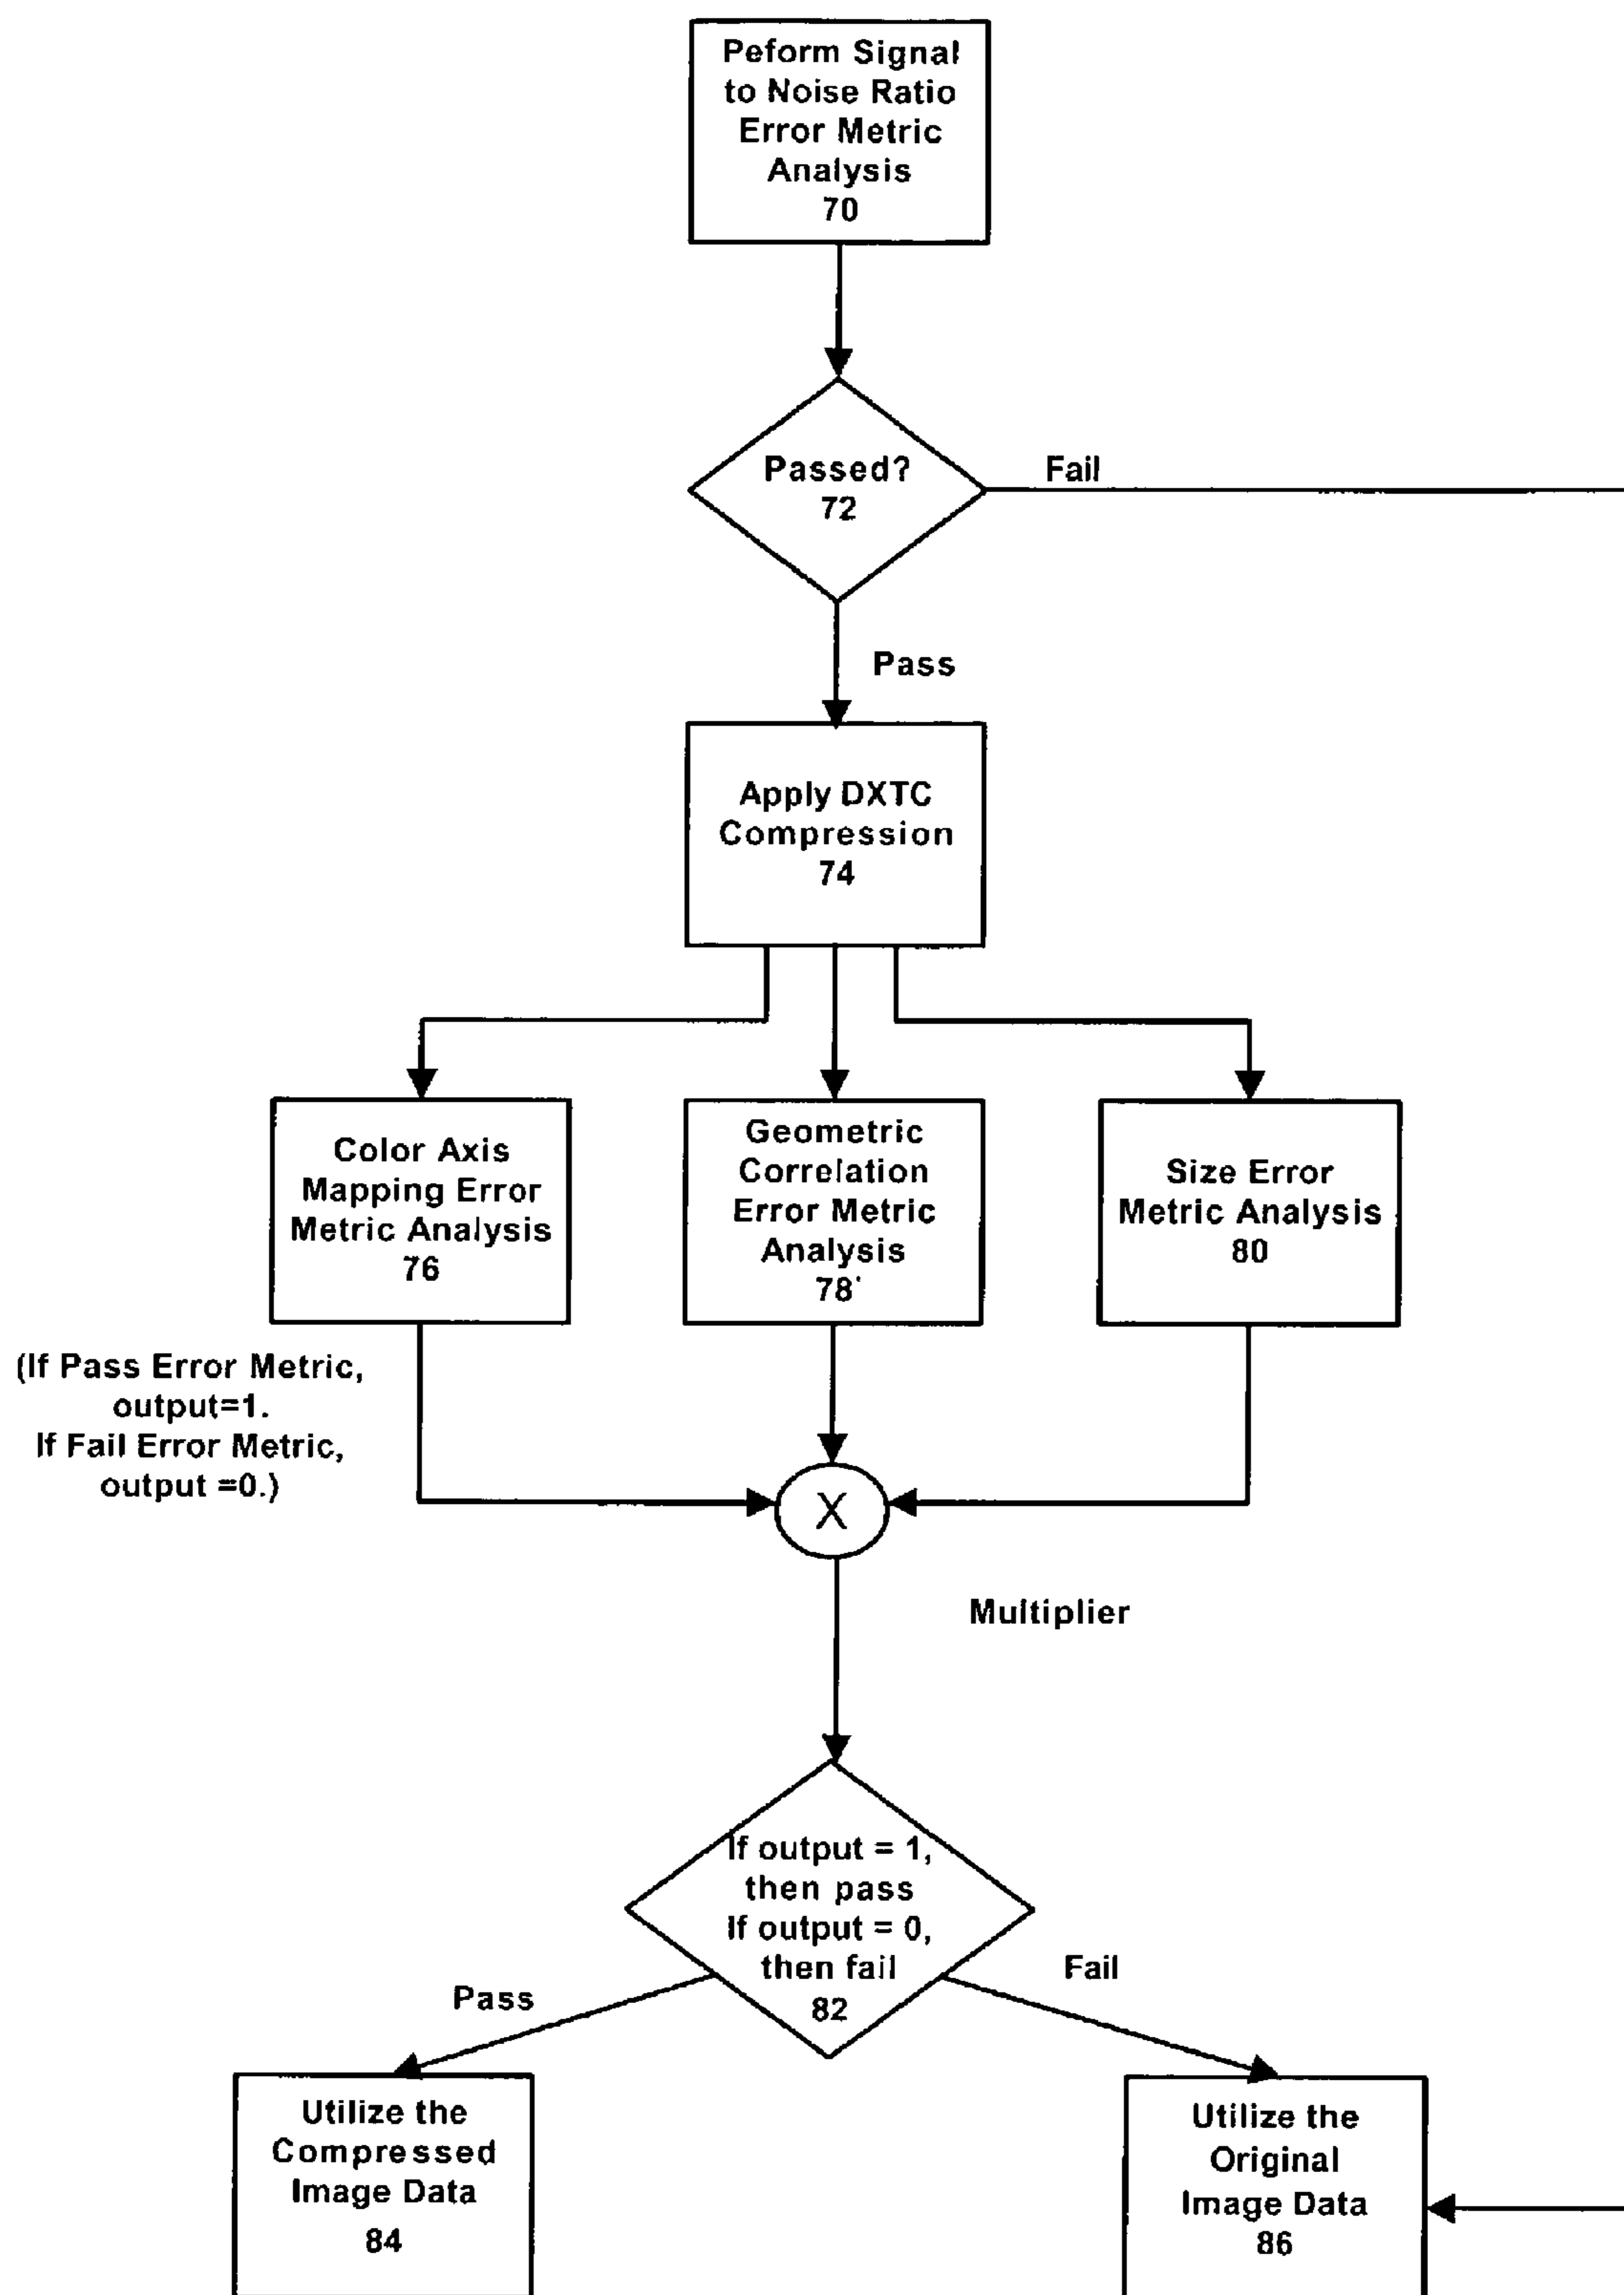 Peform Signal
to Noise Ratio
Error Metric
Analysis
70
Passed?
72
Fail
Pass
Apply DXTC
Compression
74
Color Axis
Mapping Error
Metric Analysis
76
Geometric
Correlation
Error Metric
Analysis
78
Size Error
Metric Analysis
80
(If Pass Error Metric,
output=1.
If Fail Error Metric,
output =0.)
X
Multiplier
If output = 1,
then pass
If output = 0,
then fail
82
Pass
Fail
Utilize the
Compressed
Image Data
84
Utilize the
Original
Image Data
86